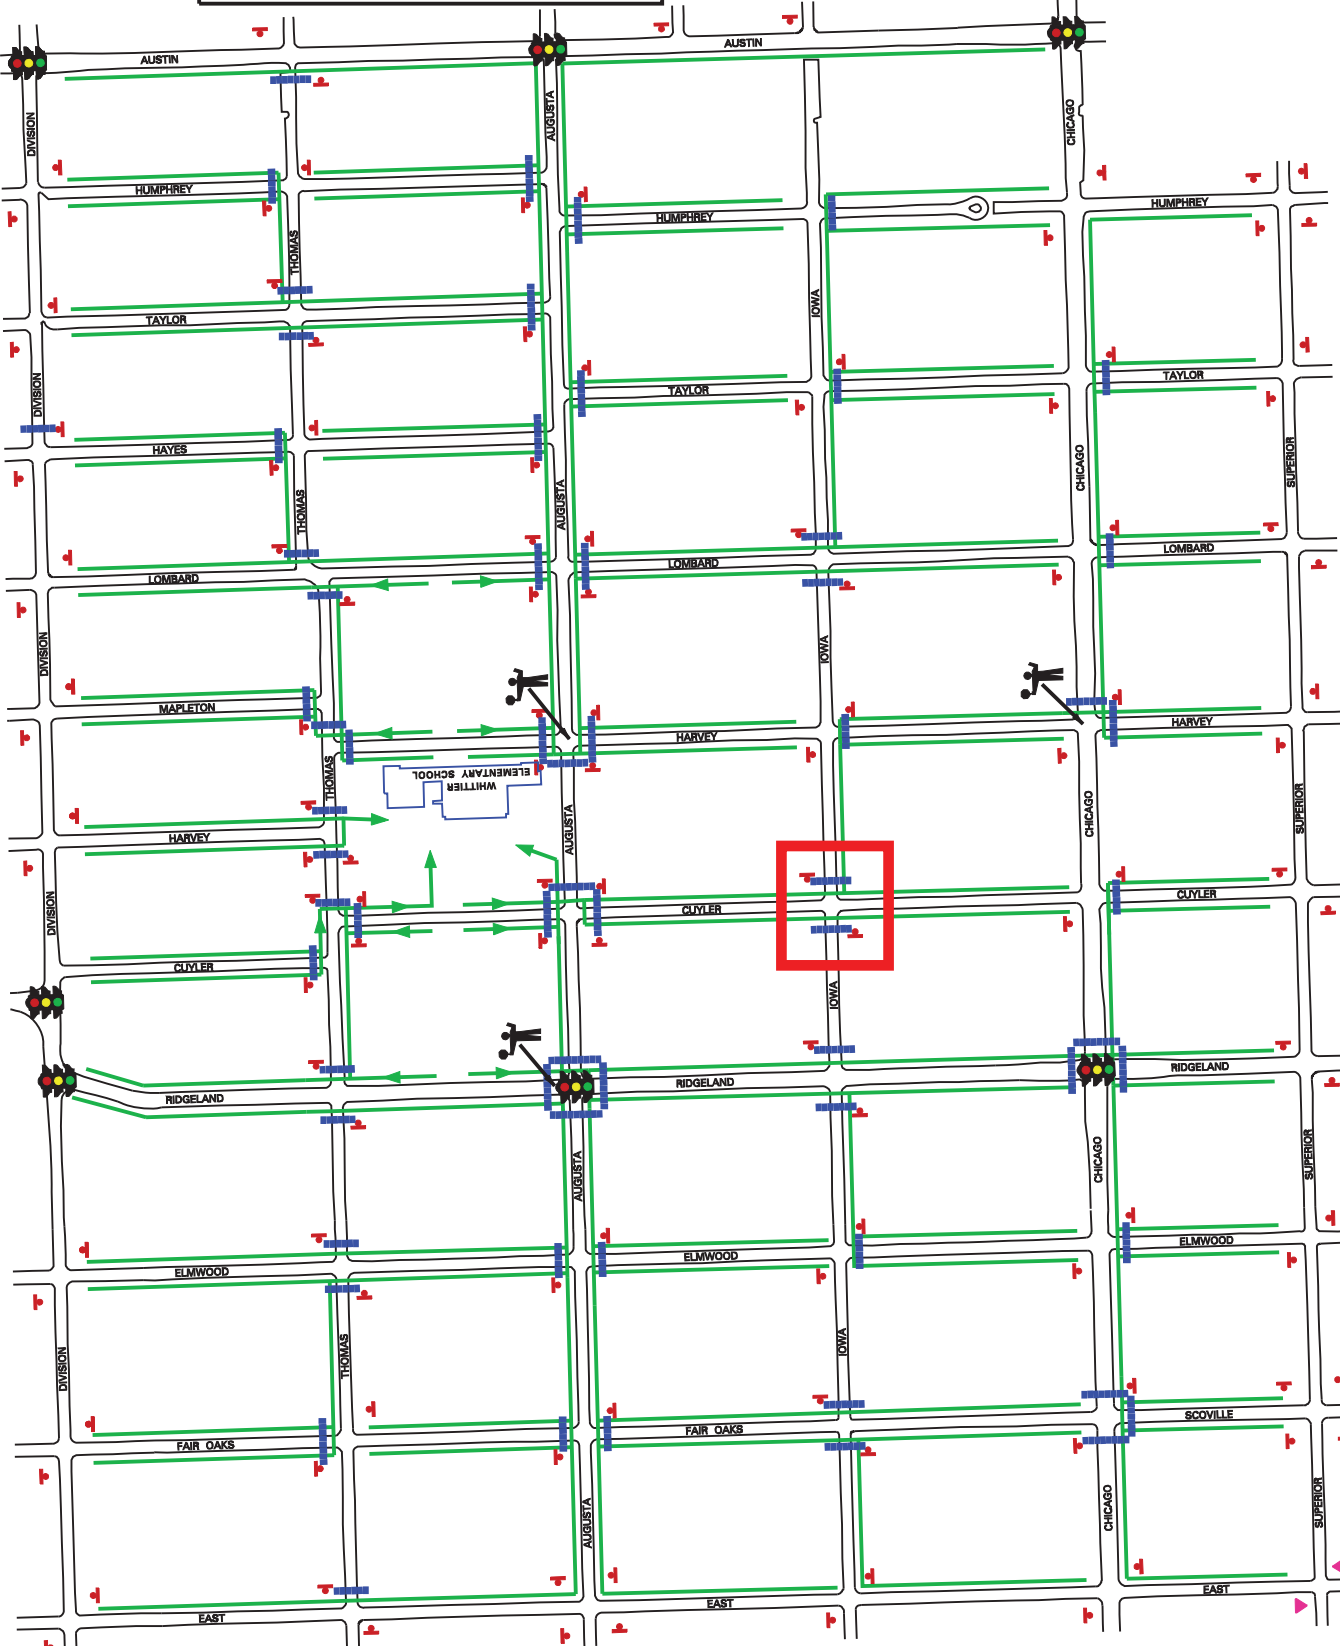 AUSTIN
AUSTIN
DIVISION
AUGUSTA
CHICAGO
HUMPHREY
HUMPHREY
HUMPHREY
THOMAS
IOWA
TAYLOR
TAYLOR
TAYLOR
DIVISION
HAYES
CHICAGO
SUPERIOR
THOMAS
AUGUSTA
LOMBARD
LOMBARD
LOMBARD
DIVISION
IOWA
MAPLETON
HARVEY
HARVEY
THOMAS
WHITTIER
ELEMENTARY SCHOOL
AUGUSTA
CHICAGO
SUPERIOR
HARVEY
DIVISION
CUYLER
CUYLER
CUYLER
IOWA
RIDGELAND
RIDGELAND
RIDGELAND
AUGUSTA
CHICAGO
SUPERIOR
ELMWOOD
ELMWOOD
ELMWOOD
DIVISION
THOMAS
IOWA
FAIR OAKS
FAIR OAKS
SCOVILLE
AUGUSTA
CHICAGO
SUPERIOR
EAST
EAST
EAST